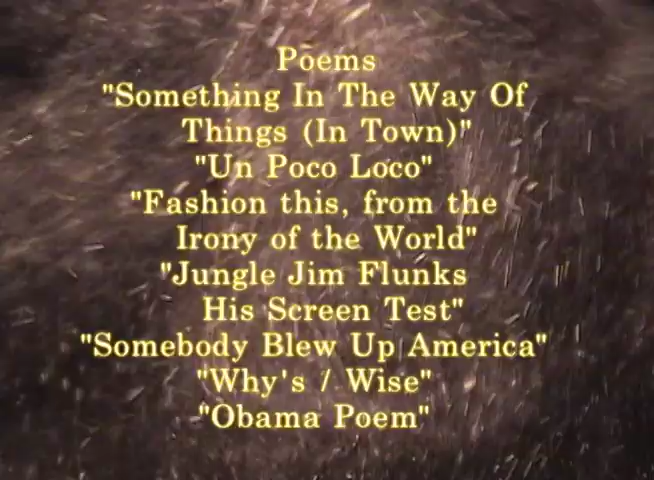 Poems
"Something In The Way Of
Things (In Town)"
"Un Poco Loco"
"Fashion this, from the
Irony of the World"
"Jungle Jim Flunks
His Screen Test"
"Somebody Blew Up America"
"Why's / Wise"
"Obama Poem"